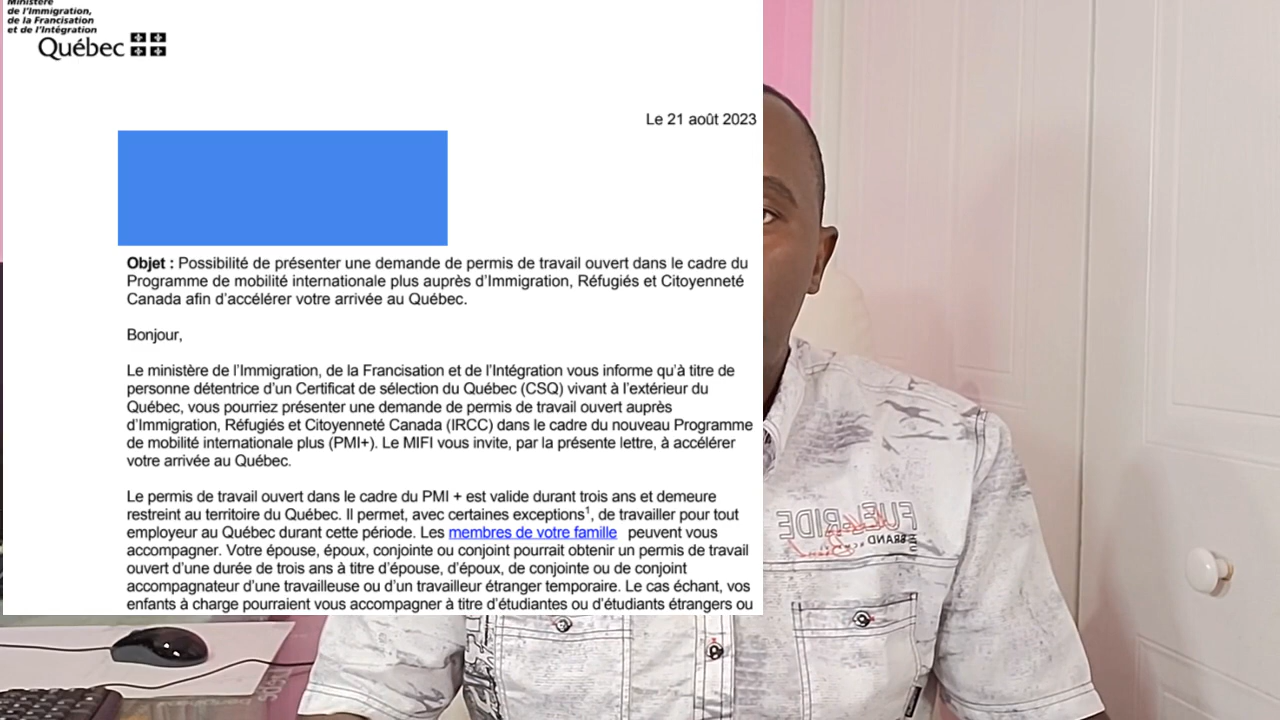 Ministère
de l'Immigration,
de la Francisation
et de l'Intégration
Québec
Le 21 août 2023
Objet : Possibilité de présenter une demande de permis de travail ouvert dans le cadre du
Programme de mobilité internationale plus auprès d'Immigration, Réfugiés et Citoyenneté
Canada afin d'accélérer votre arrivée au Québec.
Bonjour,
Le ministère de l'Immigration, de la Francisation et de l'Intégration vous informe qu'à titre de
personne détentrice d'un Certificat de sélection du Québec (CSQ) vivant à l'extérieur du
Québec, vous pourriez présenter une demande de permis de travail ouvert auprès
d'Immigration, Réfugiés et Citoyenneté Canada (IRCC) dans le cadre du nouveau Programme
de mobilité internationale plus (PMI+). Le MIFI vous invite, par la présente lettre, à accélérer
votre arrivée au Québec.
Le permis de travail ouvert dans le cadre du PMI + est valide durant trois ans et demeure
restreint au territoire du Québec. Il permet, avec certaines exceptions¹, de travailler pour tout
employeur au Québec durant cette période. Les membres de votre famille peuvent vous
accompagner. Votre épouse, époux, conjointe ou conjoint pourrait obtenir un permis de travail
ouvert d'une durée de trois ans à titre d'épouse, d'époux, de conjointe ou de conjoint
accompagnateur d'une travailleuse ou d'un travailleur étranger temporaire. Le cas échéant, vos
enfants à charge pourraient vous accompagner à titre d'étudiantes ou d'étudiants étrangers ou
FUELRIDE
BRAND